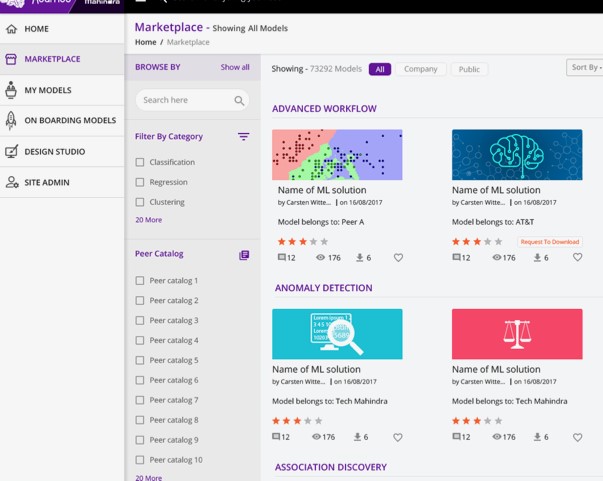 mahindra
HOME
MARKETPLACE
MY MODELS
ON BOARDING MODELS
DESIGN STUDIO
SITE ADMIN
Marketplace - Showing All Models
Home / Marketplace
BROWSE BY Show all
Search here
Filter By Category
Classification
Regression
Clustering
20 More
Peer Catalog
Peer catalog 1
Peer catalog 2
Peer catalog 3
Peer catalog 4
Peer catalog 5
Peer catalog 6
Peer catalog 7
Peer catalog 8
Peer catalog 9
Peer catalog 10
20 More
Showing - 73292 Models All Company Public Sort By -
ADVANCED WORKFLOW
Name of ML solution
by Carsten Witte... | on 16/08/2017
Model belongs to: Peer A
12 176 6
Name of ML solution
by Carsten Witte... | on 16/08/2017
Model belongs to: AT&T
Request To Download
12 176 6
ANOMALY DETECTION
Lorem ipsum
Name of ML solution
by Carsten Witte... | on 16/08/2017
Model belongs to: Tech Mahindra
12 176 6
Name of ML solution
by Carsten Witte... | on 16/08/2017
Model belongs to: Tech Mahindra
12 176 6
ASSOCIATION DISCOVERY